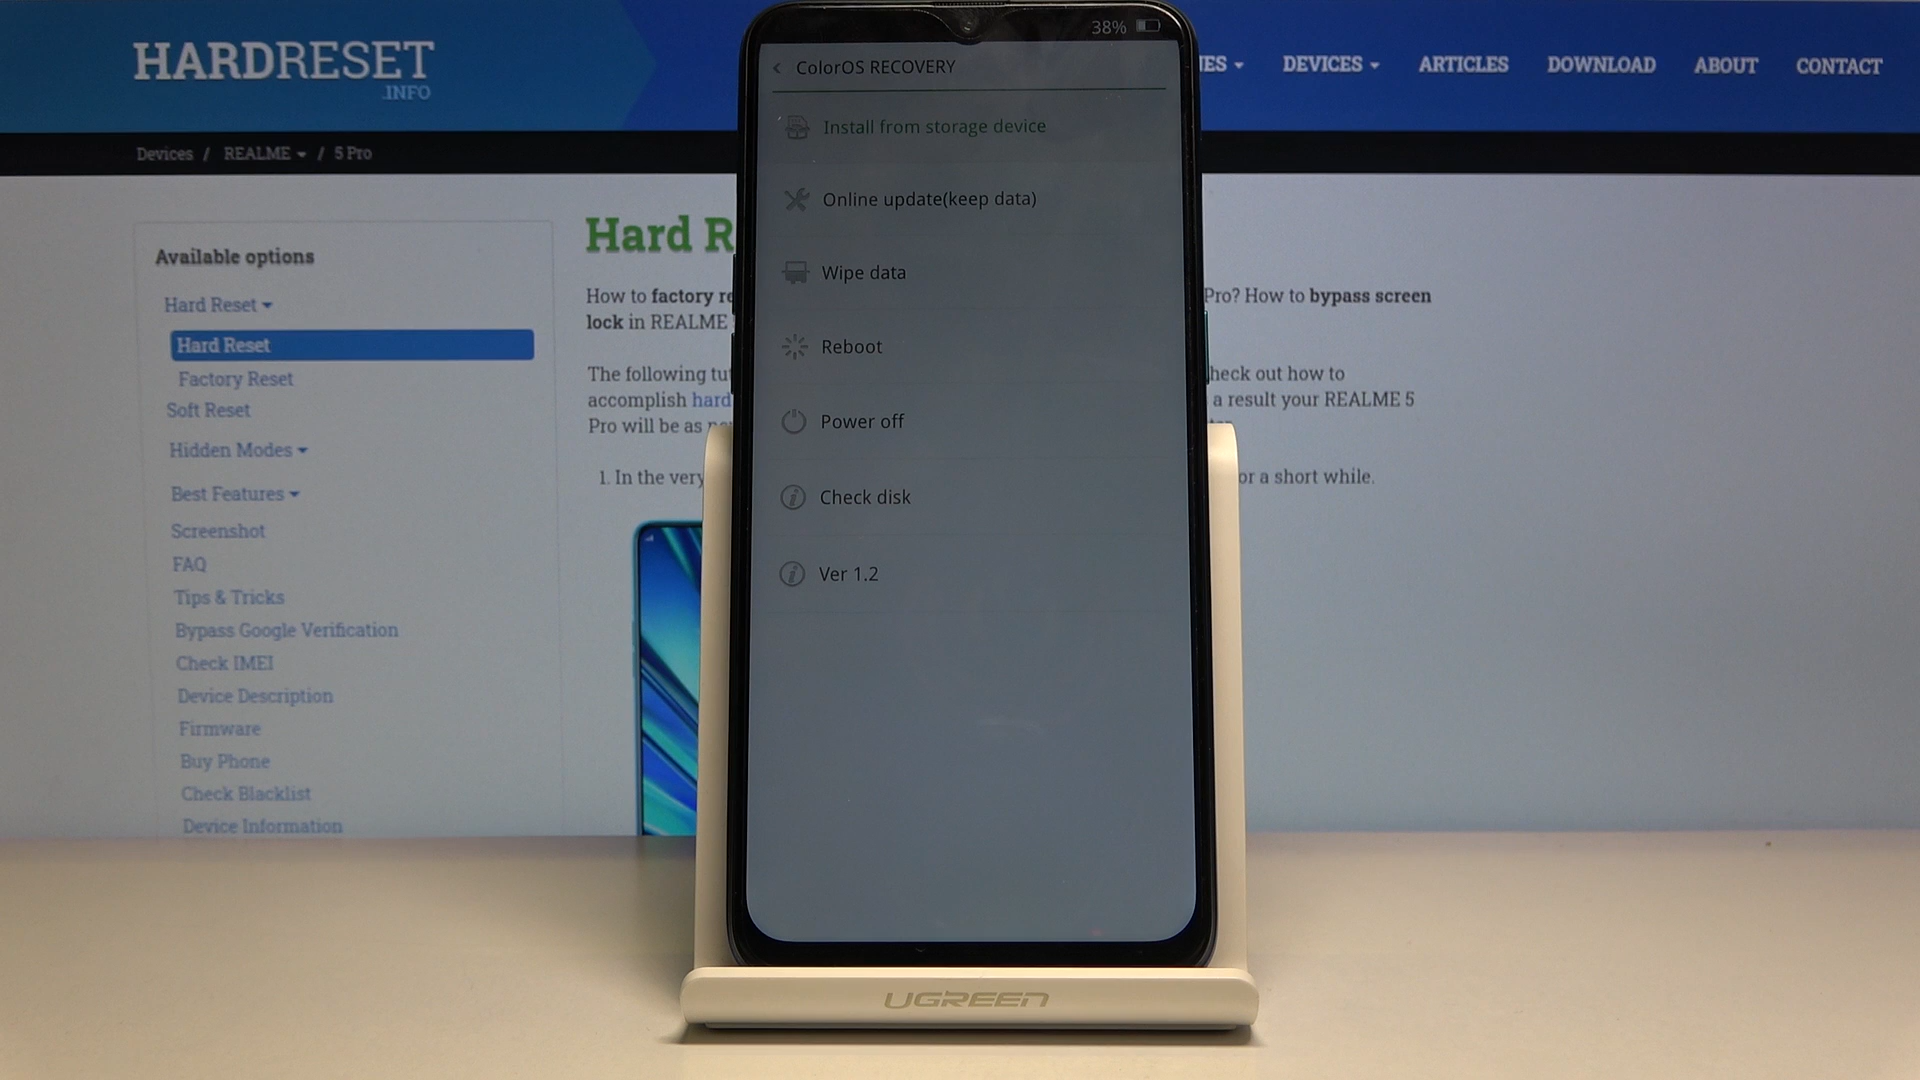 HARDRESET
.INFO
DEVICES
ARTICLES
DOWNLOAD
ABOUT
CONTACT
Devices / REALME / 5 Pro
Available options
Hard Reset
Hard Reset
Factory Reset
Soft Reset
Hidden Modes
Best Features
Screenshot
FAQ
Tips & Tricks
Bypass Google Verification
Check IMEI
Device Description
Firmware
Buy Phone
Check Blacklist
Device Information
Hard R
How to factory re
Pro? How to bypass screen
lock in REALME
The following tu
heck out how to
accomplish hard
a result your REALME 5
Pro will be as
1. In the very
or a short while.
38%
ColorOS RECOVERY
Install from storage device
Online update(keep data)
Wipe data
Reboot
Power off
Check disk
Ver 1.2
UGREEN